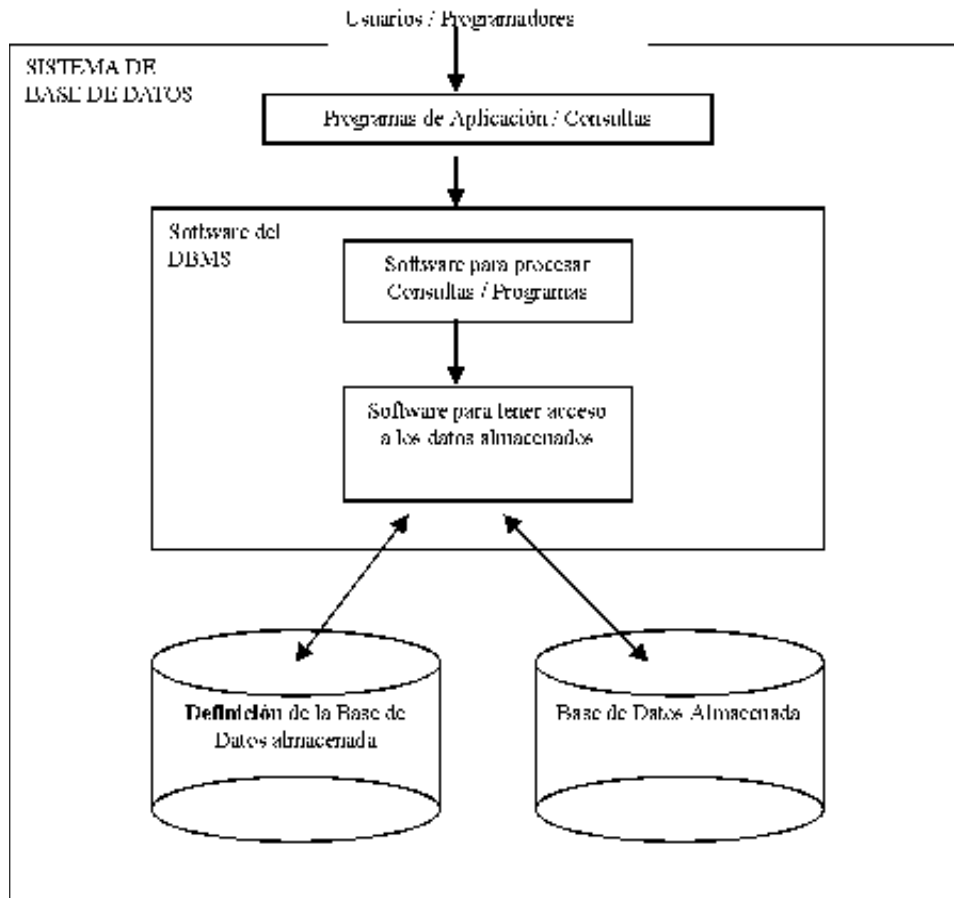 Usuarios / Programadores
SISTEMA DE
BASE DE DATOS
Programas de Aplicación / Consultas
Software del
DBMS
Software para procesar
Consultas / Programas
Software para tener acceso
a los datos almacenados
Definición de la Base de
Datos almacenada
Base de Datos Almacenada